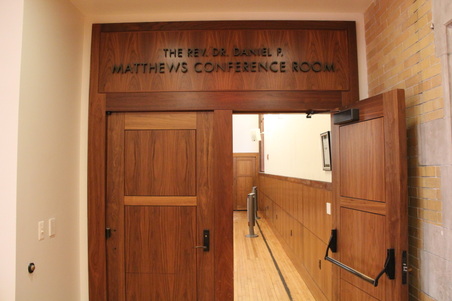 THE REV. DR. DANIEL P.
MATTHEWS CONFERENCE ROOM